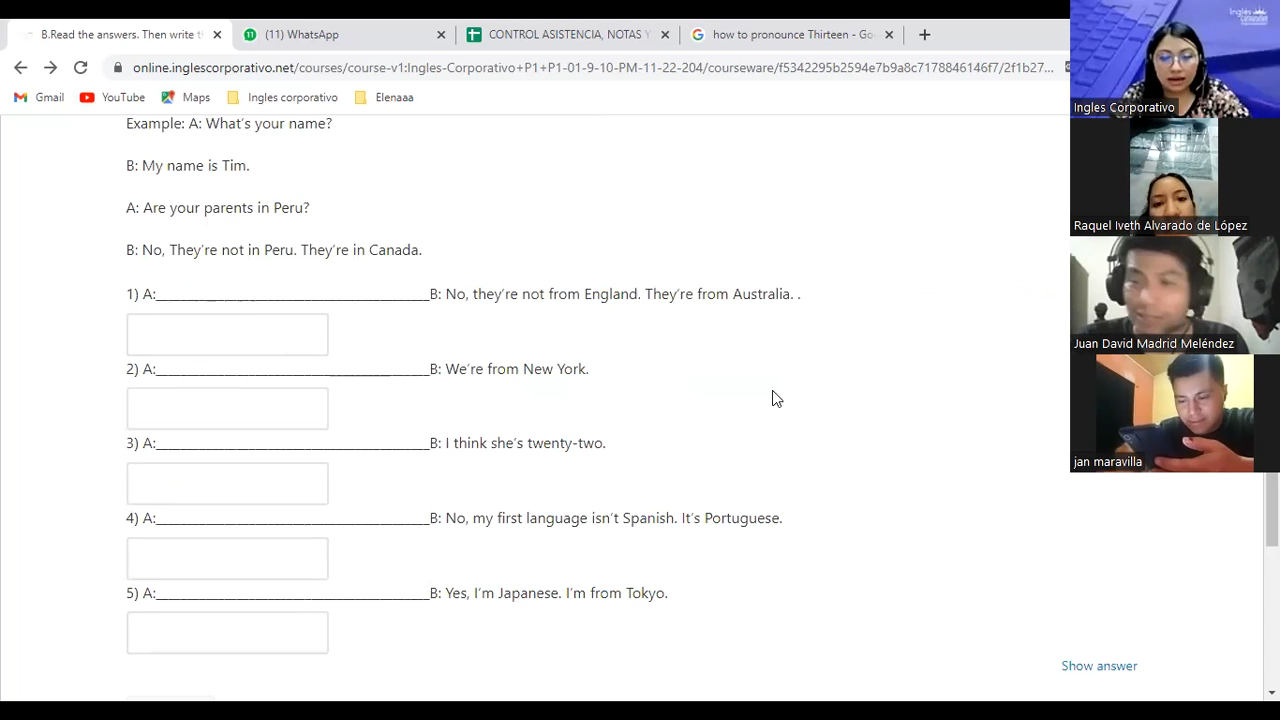 B.Read the answers. Then write th
(11) WhatsApp
CONTROL ASISTENCIA, NOTAS Y
how to pronounce Thirteen - Go
online.inglescorporativo.net/courses/course-v1:Ingles-Corporativo+P1+P1-01-9-10-PM-11-22-204/courseware/f5342295b2594e7b9a8c7178846146f7/2f1b27...
Gmail YouTube Maps Ingles corporativo Elenaaa
Example: A: What's your name?
B: My name is Tim.
A: Are your parents in Peru?
B: No, They're not in Peru. They're in Canada.
1) A:_________________________________B: No, they're not from England. They're from Australia. .
2) A:_________________________________B: We're from New York.
3) A:_________________________________B: I think she's twenty-two.
4) A:_________________________________B: No, my first language isn't Spanish. It's Portuguese.
5) A:_________________________________B: Yes, I'm Japanese. I'm from Tokyo.
Show answer
Ingles Corporativo
Raquel Iveth Alvarado de López
Juan David Madrid Meléndez
jan maravilla